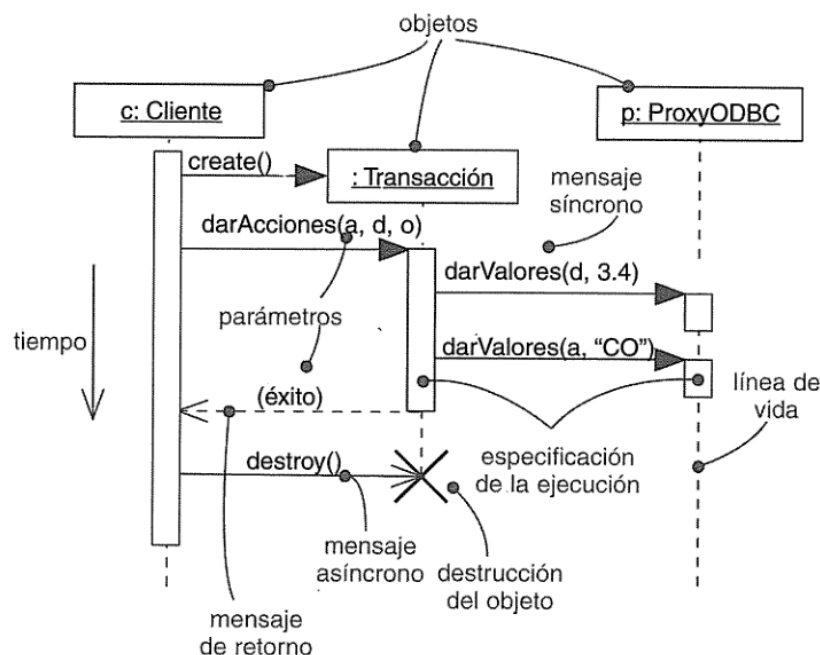 objetos
c: Cliente
p: ProxyODBC
create()
: Transacción
mensaje
síncrono
darAcciones(a, d, o)
darValores(d, 3.4)
parámetros
tiempo
darValores(a, “CO”)
(éxito)
línea de
vida
destroy()
especificación
de la ejecución
mensaje
asíncrono
destrucción
del objeto
mensaje
de retorno